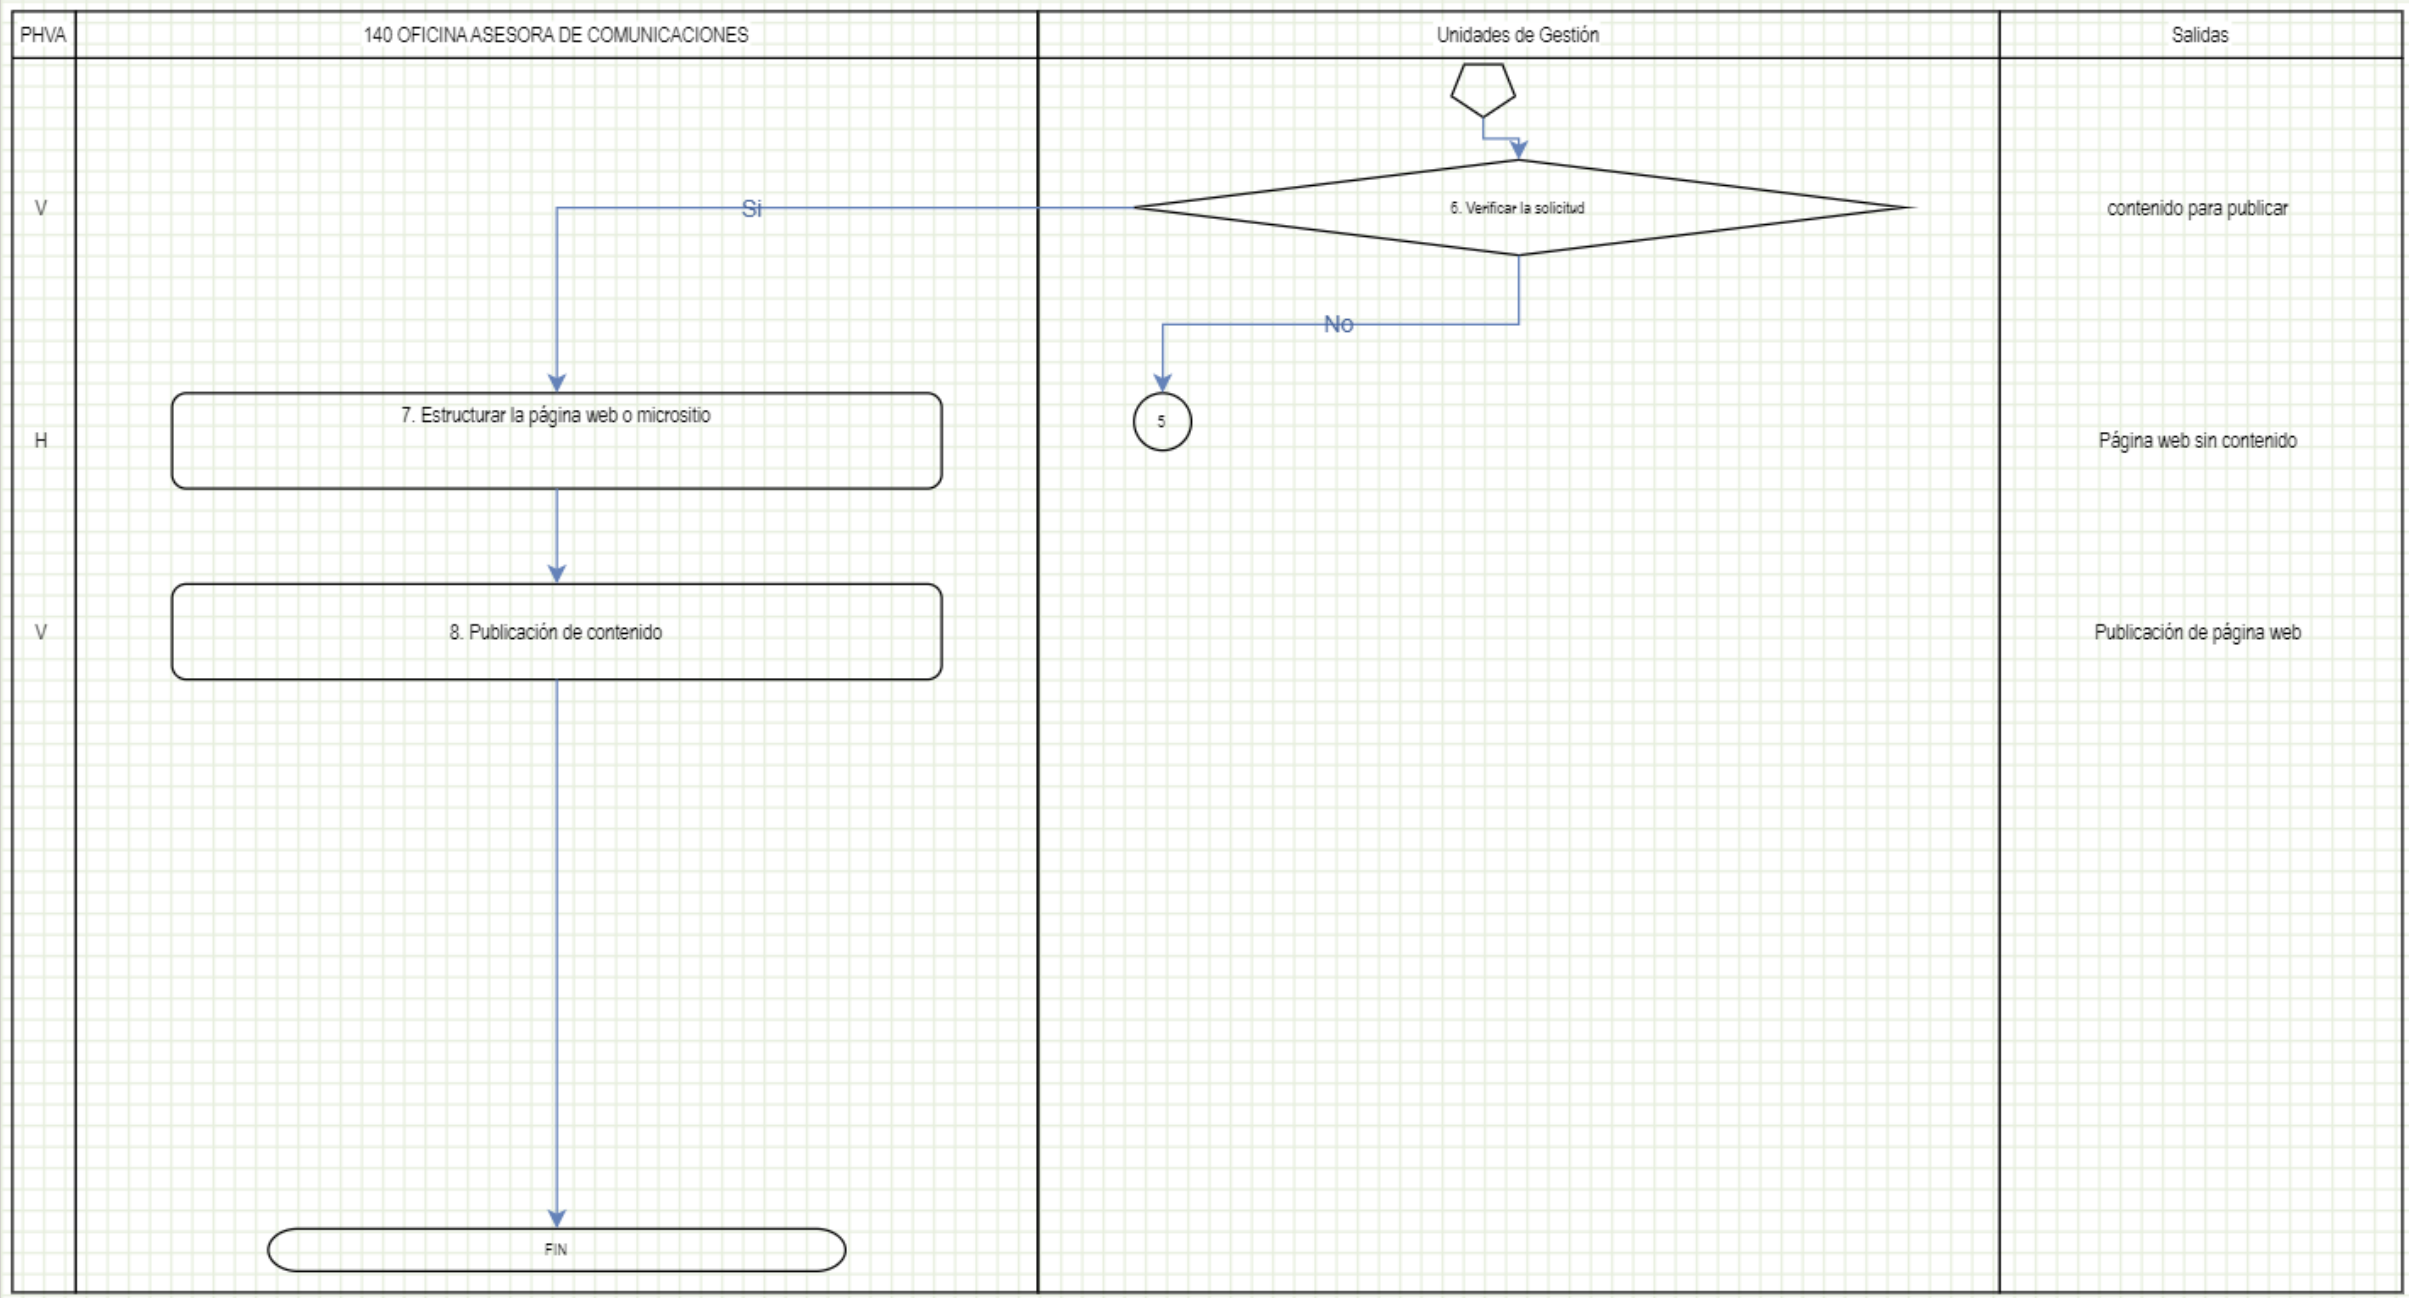 PHVA
140 OFICINA ASESORA DE COMUNICACIONES
Unidades de Gestión
Salidas
V
Si
6. Verificar la solicitud
contenido para publicar
No
H
7. Estructurar la página web o micrositio
5
Página web sin contenido
V
8. Publicación de contenido
Publicación de página web
FIN